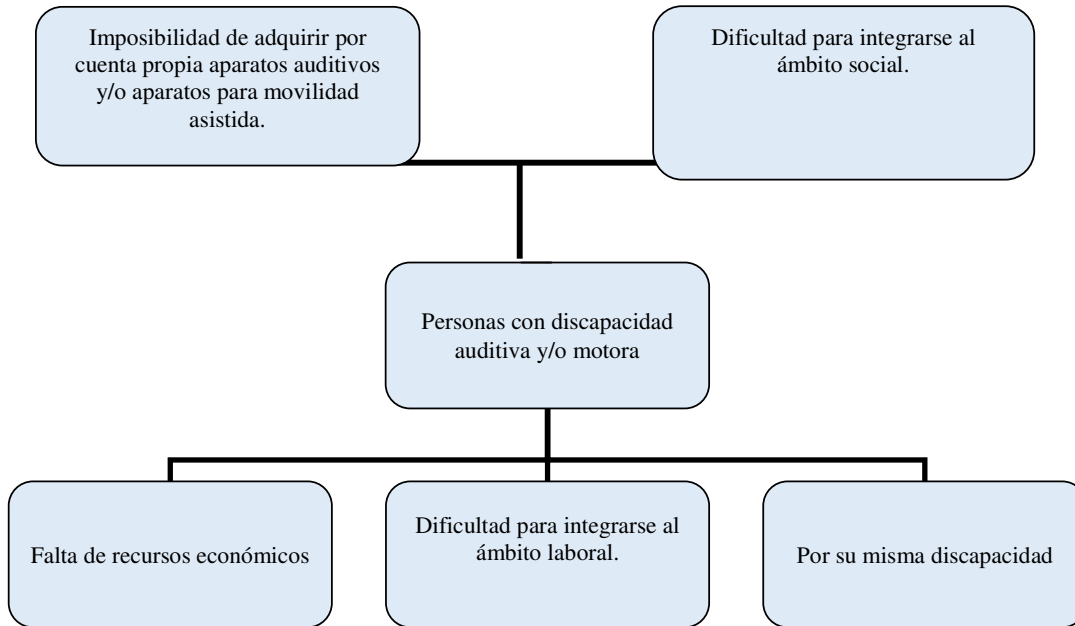 Imposibilidad de adquirir por
cuenta propia aparatos auditivos
y/o aparatos para movilidad
asistida.
Dificultad para integrarse al
ámbito social.
Personas con discapacidad
auditiva y/o motora
Falta de recursos económicos
Dificultad para integrarse al
ámbito laboral.
Por su misma discapacidad